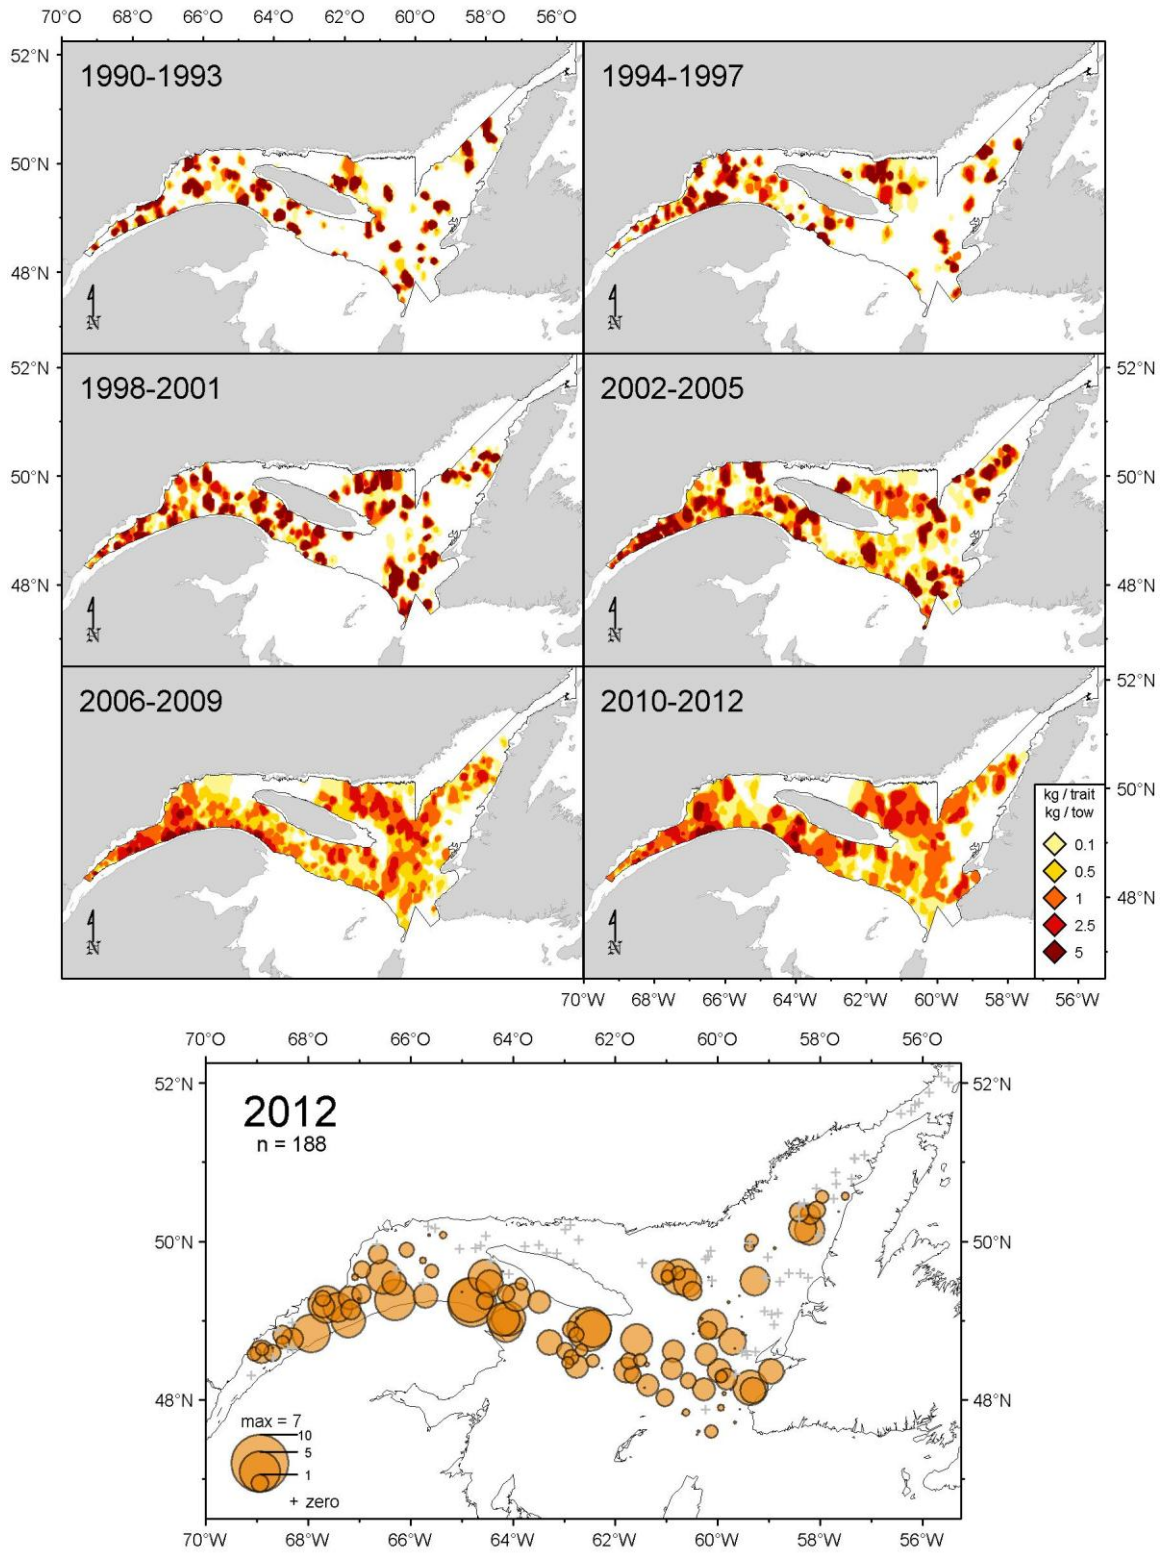 70°O 68°O 66°O 64°O 62°O 60°O 58°O 56°O
52°N
1990-1993
1994-1997
50°N
48°N
N
N
52°N
1998-2001
2002-2005
52°N
50°N
50°N
48°N
48°N
N
N
2006-2009
2010-2012
52°N
50°N
kg / trait
kg / tow
0.1
0.5
1
2.5
5
48°N
N
N
70°W 68°W 66°W 64°W 62°W 60°W 58°W 56°W
70°O 68°O 66°O 64°O 62°O 60°O 58°O 56°O
52°N
52°N
2012
n = 188
50°N
50°N
48°N
48°N
max = 7
10
5
1
+ zero
70°W 68°W 66°W 64°W 62°W 60°W 58°W 56°W